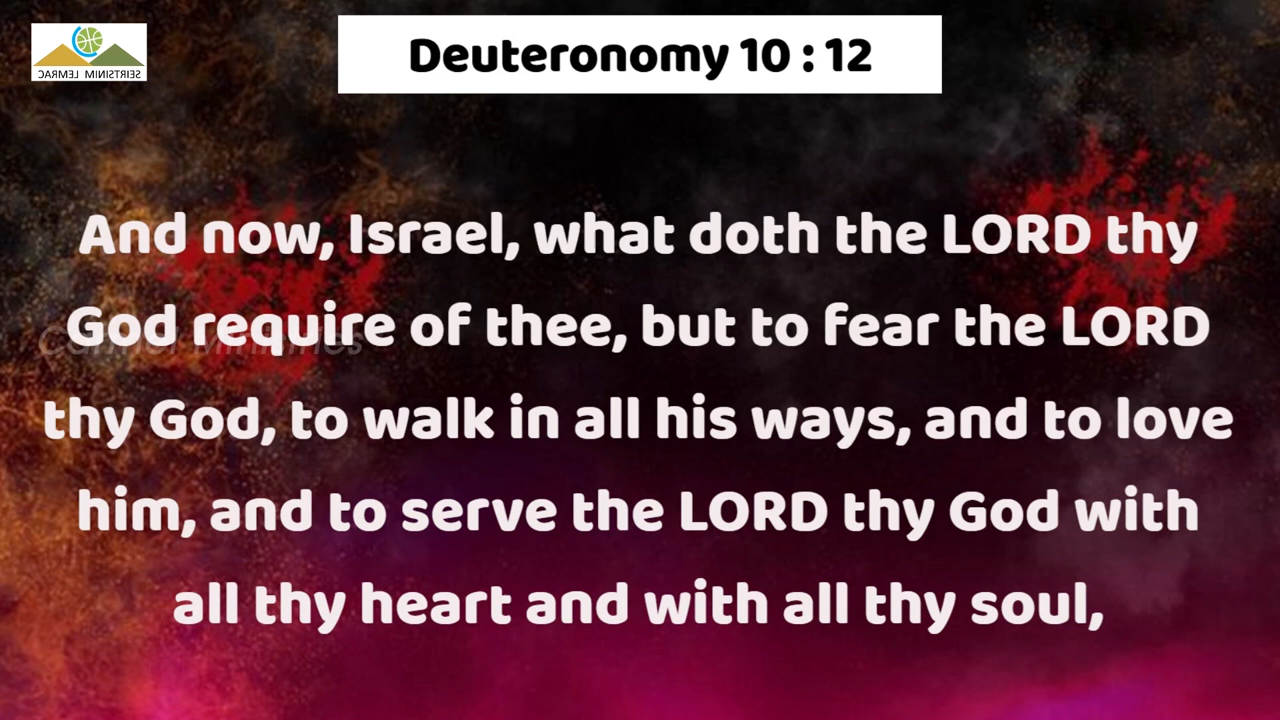 CARMEL MINISTRIES
Deuteronomy 10 : 12
And now, Israel, what doth the LORD thy
God require of thee, but to fear the LORD
thy God, to walk in all his ways, and to love
him, and to serve the LORD thy God with
all thy heart and with all thy soul,